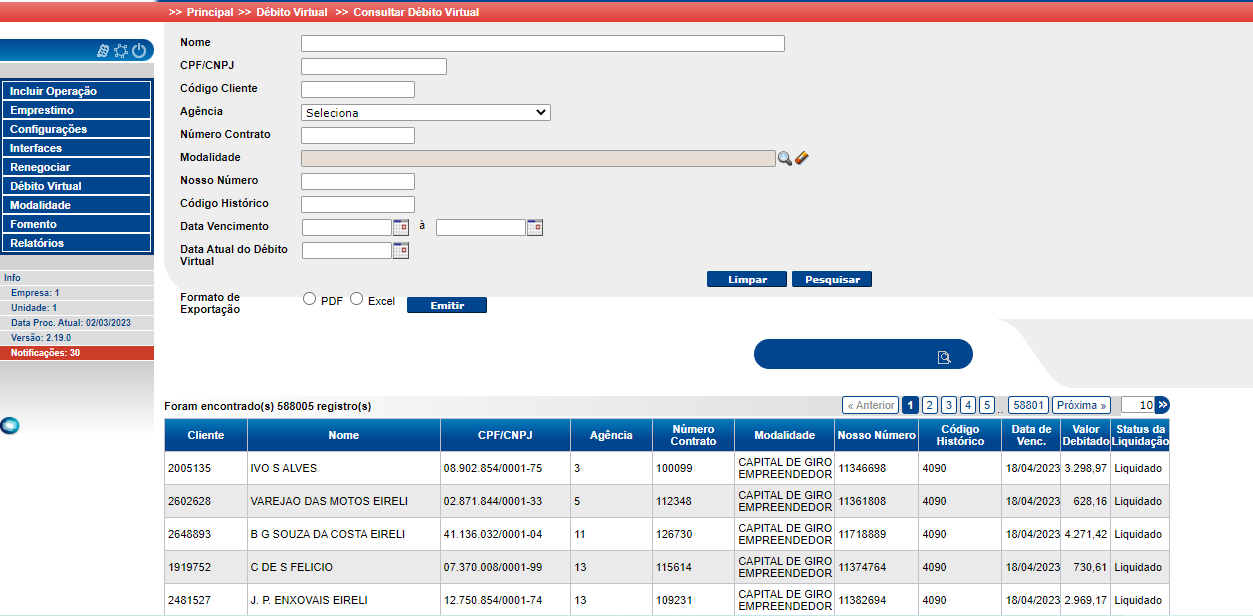 >> Principal >> Débito Virtual >> Consultar Débito Virtual
Incluir Operação
Emprestimo
Configurações
Interfaces
Renegociar
Débito Virtual
Modalidade
Fomento
Relatórios
Info
Empresa: 1
Unidade: 1
Data Proc. Atual: 02/03/2023
Versão: 2.19.0
Notificações: 30
Nome
CPF/CNPJ
Código Cliente
Agência Seleciona
Número Contrato
Modalidade
Nosso Número
Código Histórico
Data Vencimento à
Data Atual do Débito
Virtual
Limpar Pesquisar
Formato de
Exportação
PDF Excel Emitir
Foram encontrado(s) 588005 registro(s)
« Anterior 1 2 3 4 5 .. 58801 Próxima » 10 »
Cliente Nome CPF/CNPJ Agência Número Contrato Modalidade Nosso Número Código Histórico Data de Venc. Valor Debitado Status da Liquidação
2005135 IVO S ALVES 08.902.854/0001-75 3 100099 CAPITAL DE GIRO EMPREENDEDOR 11346698 4090 18/04/2023 3.298,97 Liquidado
2602628 VAREJAO DAS MOTOS EIRELI 02.871.844/0001-33 5 112348 CAPITAL DE GIRO EMPREENDEDOR 11361808 4090 18/04/2023 628,16 Liquidado
2648893 B G SOUZA DA COSTA EIRELI 41.136.032/0001-04 11 126730 CAPITAL DE GIRO EMPREENDEDOR 11718889 4090 18/04/2023 4.271,42 Liquidado
1919752 C DE S FELICIO 07.370.008/0001-99 13 115614 CAPITAL DE GIRO EMPREENDEDOR 11374764 4090 18/04/2023 730,61 Liquidado
2481527 J. P. ENXOVAIS EIRELI 12.750.854/0001-74 13 109231 CAPITAL DE GIRO EMPREENDEDOR 11382694 4090 18/04/2023 2.969,17 Liquidado